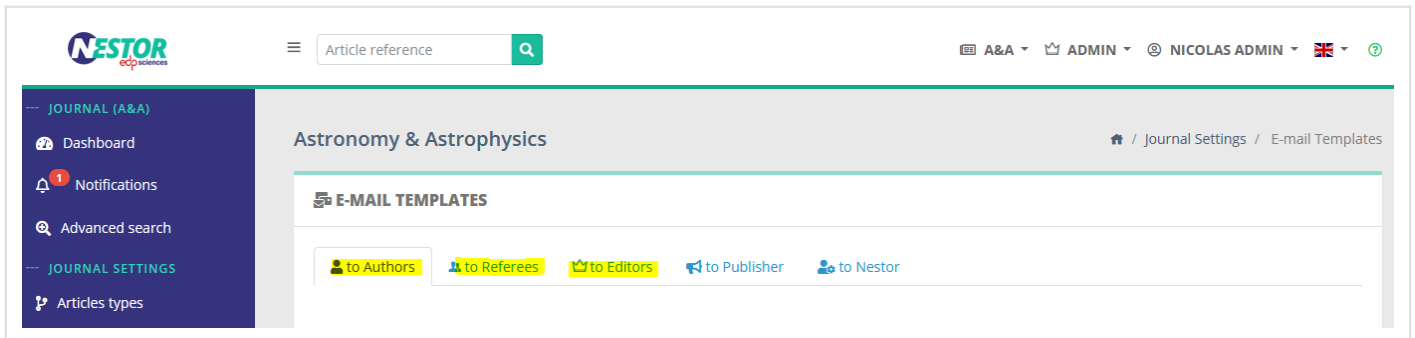 NESTOR
edp sciences
Article reference
A&A
ADMIN
NICOLAS ADMIN
--- JOURNAL (A&A)
Dashboard
1
Notifications
Advanced search
--- JOURNAL SETTINGS
Articles types
Astronomy & Astrophysics
/ Journal Settings / E-mail Templates
E-MAIL TEMPLATES
to Authors to Referees to Editors to Publisher to Nestor